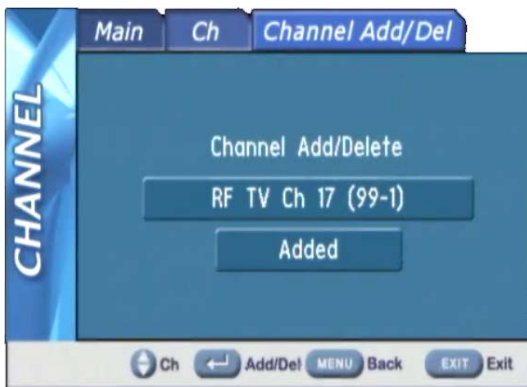 Main Ch Channel Add/Del
CHANNEL
Channel Add/Delete
RF TV Ch 17 (99-1)
Added
Ch Add/Del MENU Back EXIT Exit